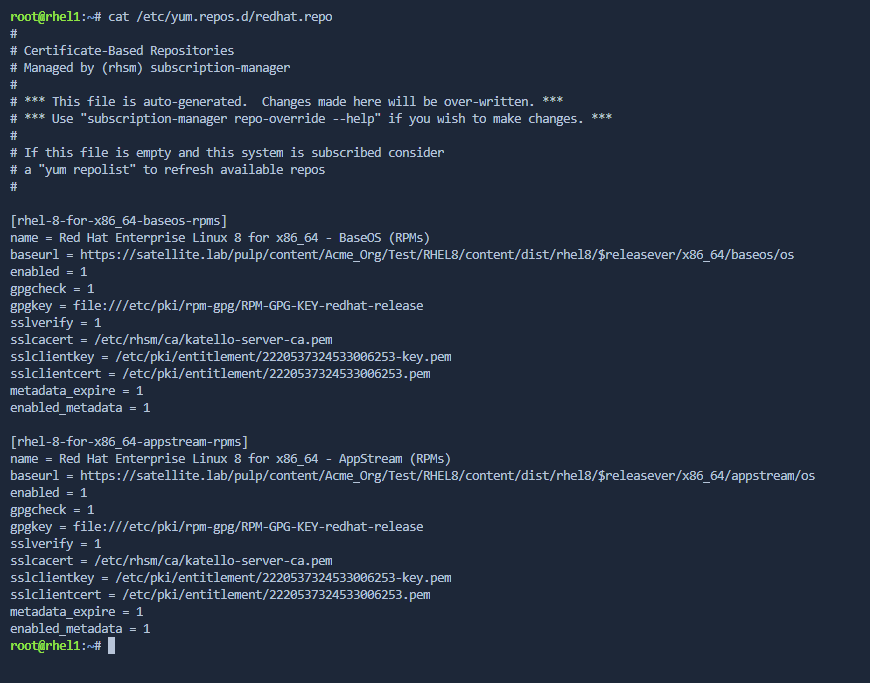 root@rhel1:~# cat /etc/yum.repos.d/redhat.repo
#
# Certificate-Based Repositories
# Managed by (rhsm) subscription-manager
#
# *** This file is auto-generated.  Changes made here will be over-written. ***
# *** Use "subscription-manager repo-override --help" if you wish to make changes. ***
#
# If this file is empty and this system is subscribed consider
# a "yum repolist" to refresh available repos
#

[rhel-8-for-x86_64-baseos-rpms]
name = Red Hat Enterprise Linux 8 for x86_64 - BaseOS (RPMs)
baseurl = https://satellite.lab/pulp/content/Acme_Org/Test/RHEL8/content/dist/rhel8/$releasever/x86_64/baseos/os
enabled = 1
gpgcheck = 1
gpgkey = file:///etc/pki/rpm-gpg/RPM-GPG-KEY-redhat-release
sslverify = 1
sslcacert = /etc/rhsm/ca/katello-server-ca.pem
sslclientkey = /etc/pki/entitlement/2220537324533006253-key.pem
sslclientcert = /etc/pki/entitlement/2220537324533006253.pem
metadata_expire = 1
enabled_metadata = 1

[rhel-8-for-x86_64-appstream-rpms]
name = Red Hat Enterprise Linux 8 for x86_64 - AppStream (RPMs)
baseurl = https://satellite.lab/pulp/content/Acme_Org/Test/RHEL8/content/dist/rhel8/$releasever/x86_64/appstream/os
enabled = 1
gpgcheck = 1
gpgkey = file:///etc/pki/rpm-gpg/RPM-GPG-KEY-redhat-release
sslverify = 1
sslcacert = /etc/rhsm/ca/katello-server-ca.pem
sslclientkey = /etc/pki/entitlement/2220537324533006253-key.pem
sslclientcert = /etc/pki/entitlement/2220537324533006253.pem
metadata_expire = 1
enabled_metadata = 1
root@rhel1:~#